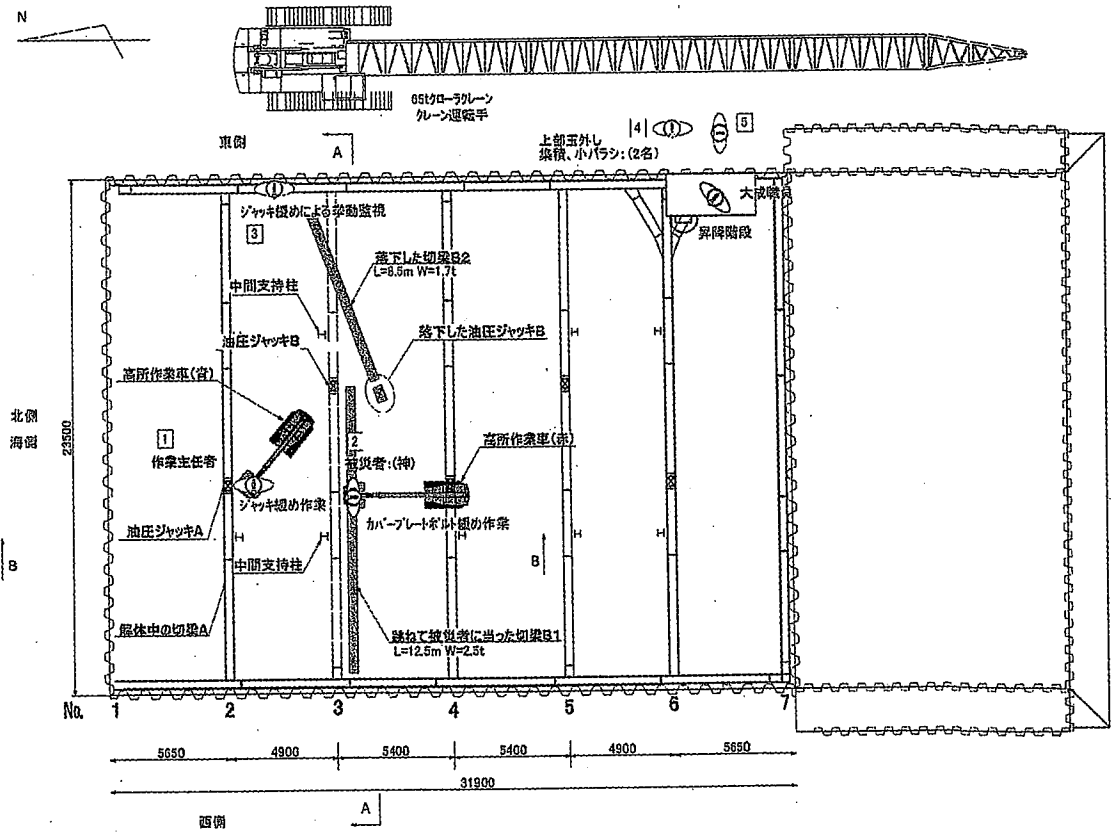 N
65tクローラクレーン
クレーン運転手
東側
A
上部玉外し
集積、小バラシ:(2名)
4
5
大成職員
昇降階段
ジャッキ緩めによる挙動監視
3
落下した切梁B2
L=8.5m W=1.7t
中間支持柱
油圧ジャッキB
落下した油圧ジャッキB
高所作業車(青)
北側
海側
23500
1
作業主任者
2
被災者:(神)
高所作業車(赤)
ジャッキ緩め作業
カバープレートボルト緩め作業
油圧ジャッキA
中間支持柱
B
B
解体中の切梁A
跳ねて被災者に当った切梁B1
L=12.5m W=2.5t
No. 1 2 3 4 5 6 7
5650 4900 5400 5400 4900 5650
31900
A
西側